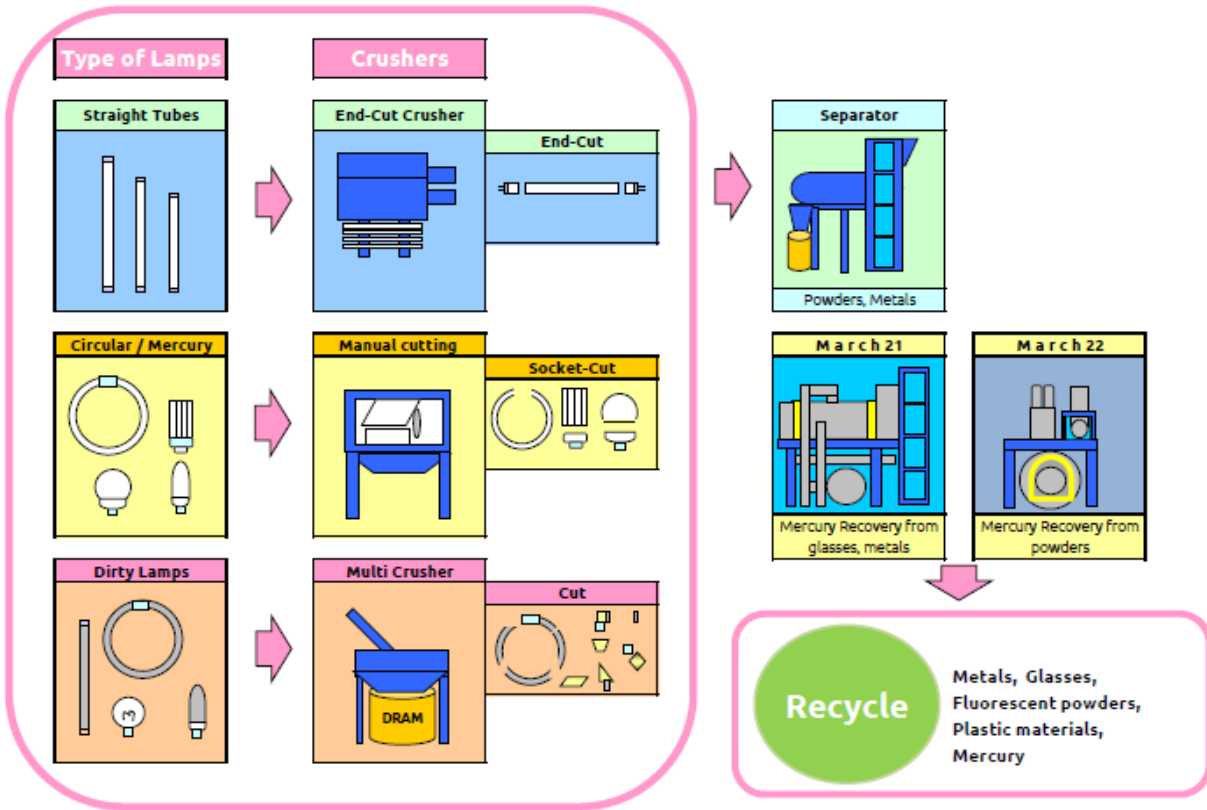 Type of Lamps
Crushers
Straight Tubes
End-Cut Crusher
End-Cut
Separator
Powders, Metals
Circular / Mercury
Manual cutting
Socket-Cut
March 21
March 22
Mercury Recovery from
glasses, metals
Mercury Recovery from
powders
Dirty Lamps
Multi Crusher
Cut
3
DRAM
Recycle
Metals, Glasses,
Fluorescent powders,
Plastic materials,
Mercury